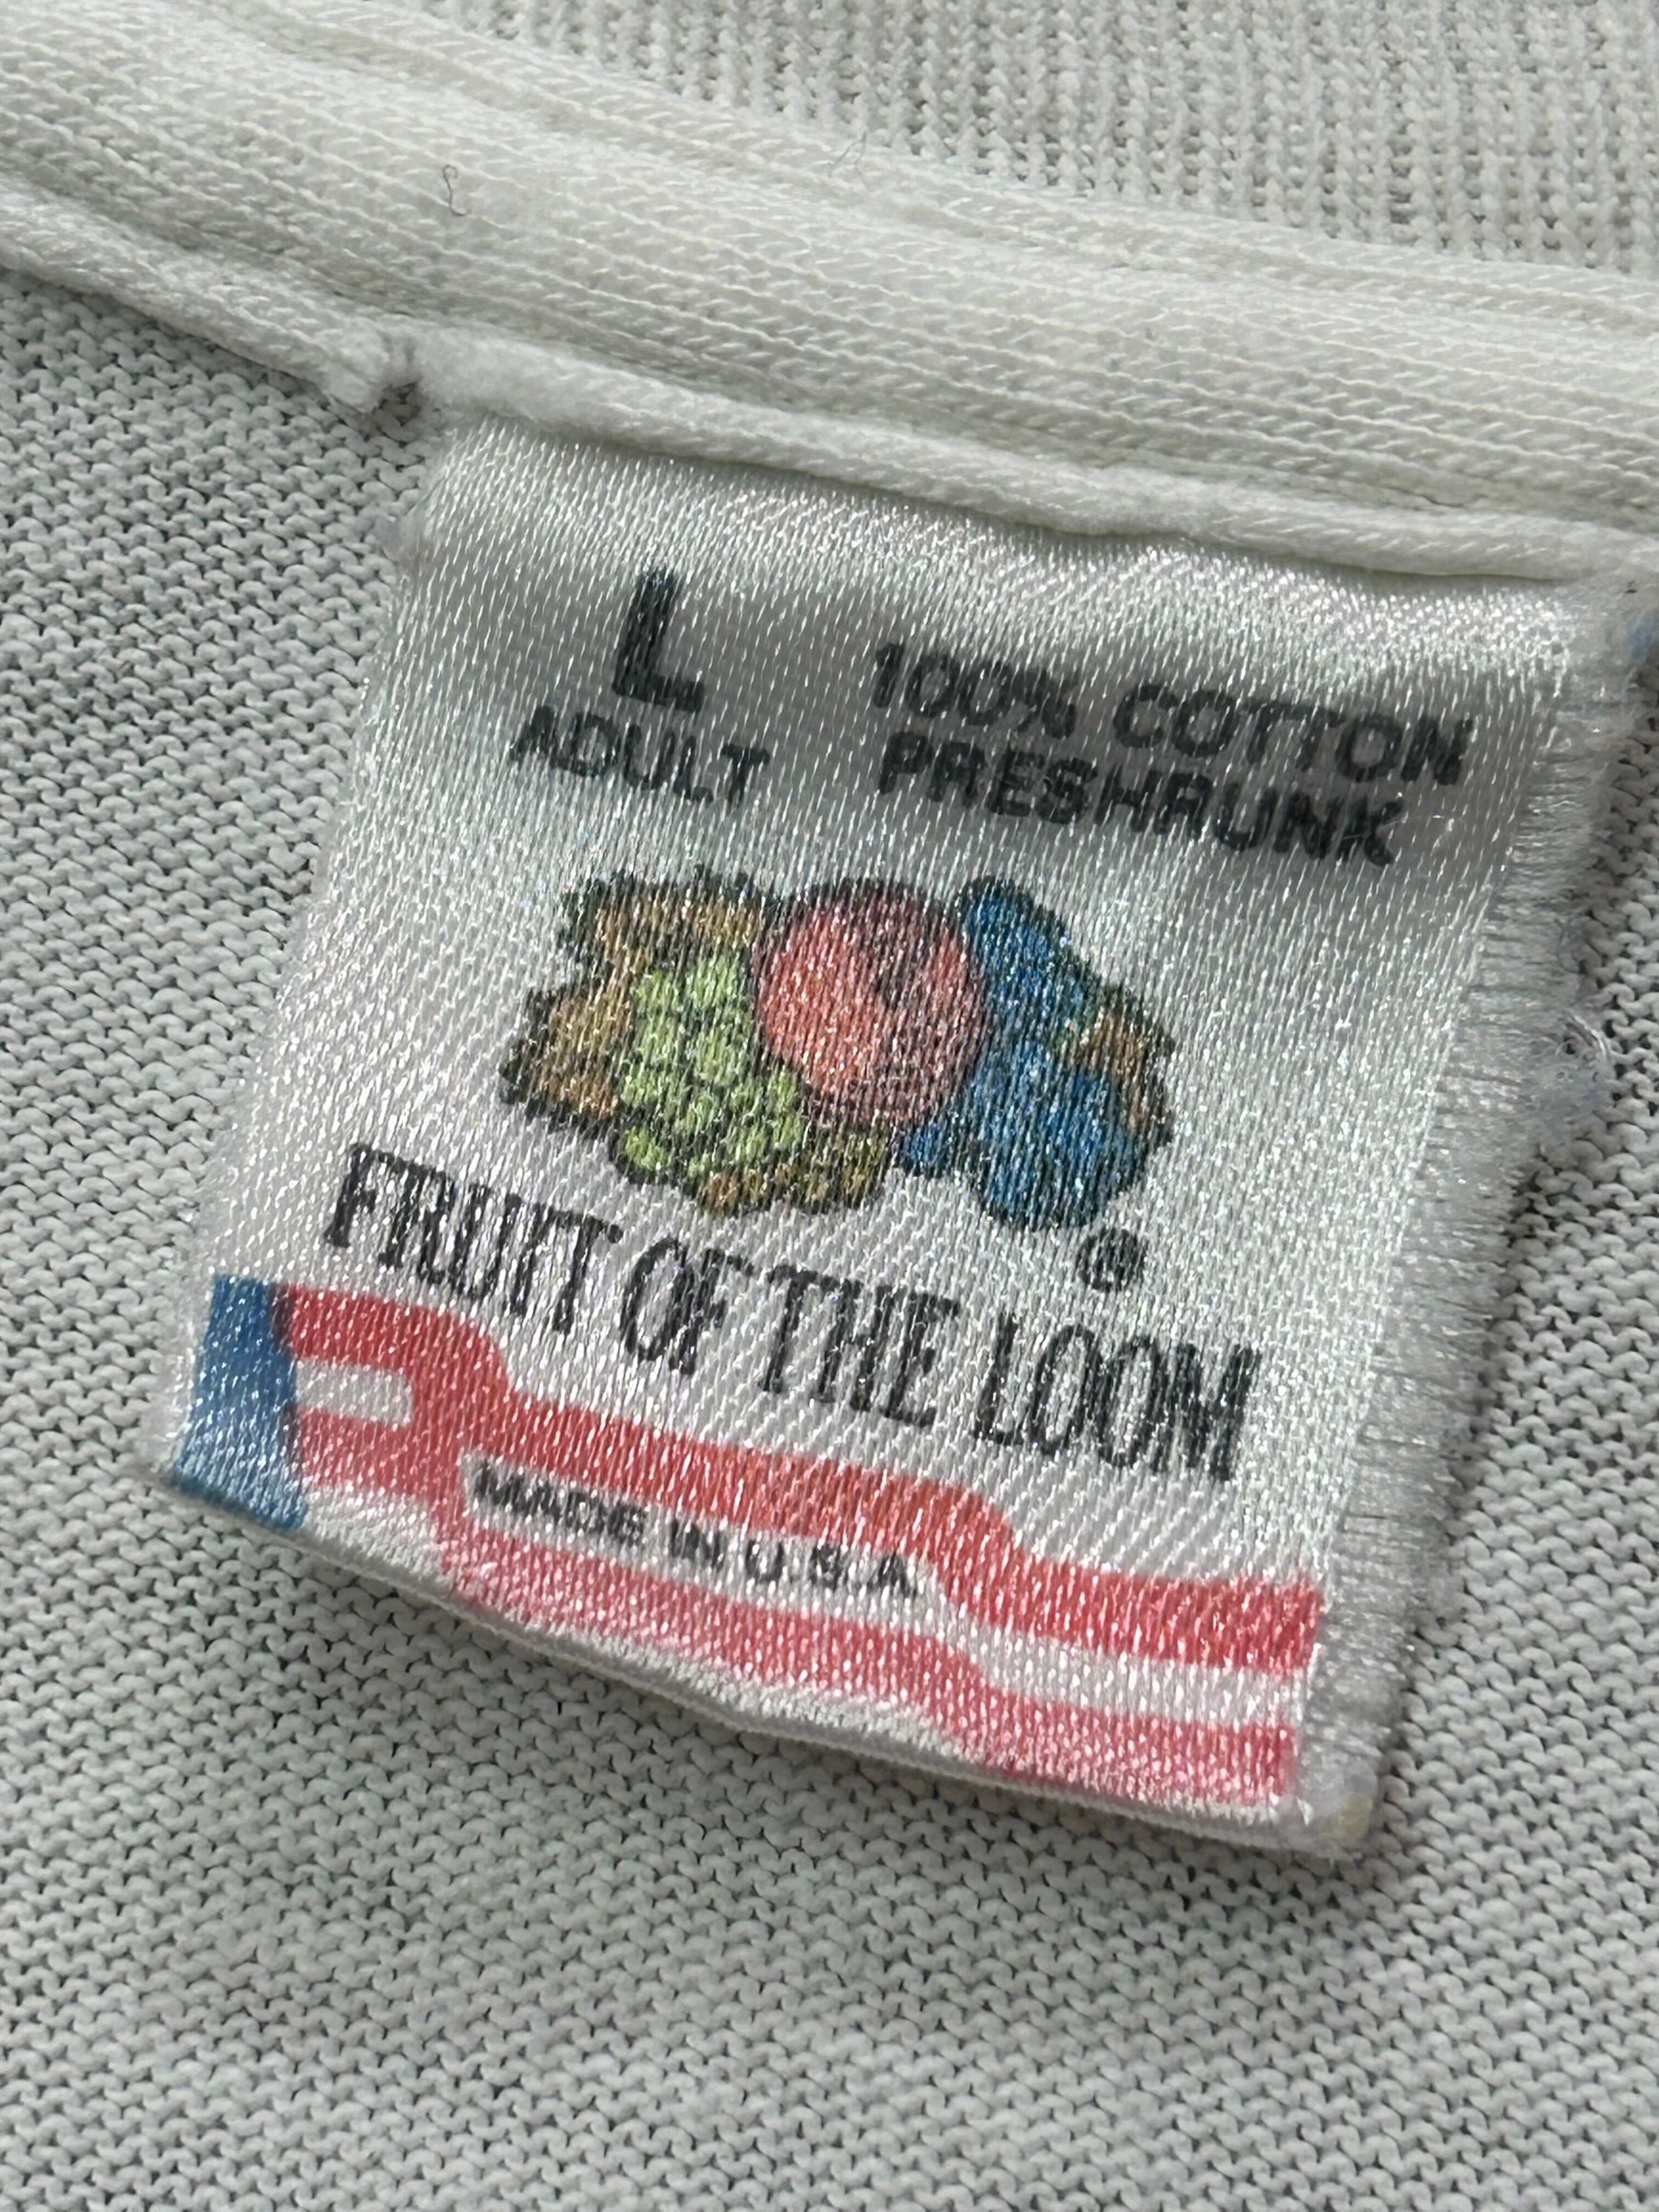 L 100% COTTON
ADULT PRESHRUNK
®
FRUIT OF THE LOOM
MADE IN U.S.A.